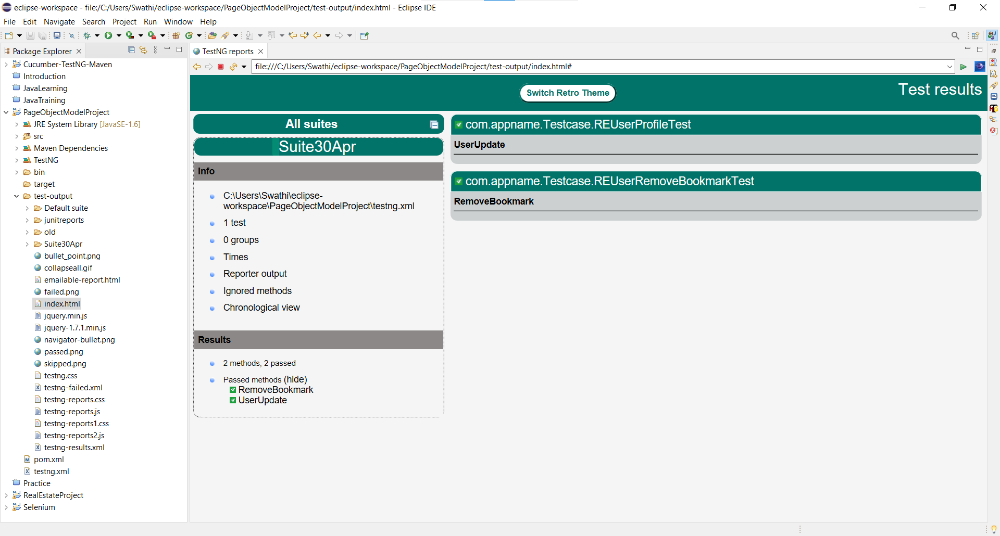 eclipse-workspace - file:/C:/Users/Swathi/eclipse-workspace/PageObjectModelProject/test-output/index.html - Eclipse IDE
File Edit Navigate Search Project Run Window Help
Package Explorer
Cucumber-TestNG-Maven
Introduction
JavaLearning
JavaTraining
PageObjectModelProject
JRE System Library [JavaSE-1.6]
src
Maven Dependencies
TestNG
bin
target
test-output
Default suite
junitreports
old
Suite30Apr
bullet_point.png
collapseall.gif
emailable-report.html
failed.png
index.html
jquery.min.js
jquery-1.7.1.min.js
navigator-bullet.png
passed.png
skipped.png
testng.css
testng-failed.xml
testng-reports.css
testng-reports.js
testng-reports1.css
testng-reports2.js
testng-results.xml
pom.xml
testng.xml
Practice
RealEstateProject
Selenium
TestNG reports
file:///C:/Users/Swathi/eclipse-workspace/PageObjectModelProject/test-output/index.html#
Switch Retro Theme
Test results
All suites
Suite30Apr
Info
C:\Users\Swathi\eclipse-
workspace\PageObjectModelProject\testng.xml
1 test
0 groups
Times
Reporter output
Ignored methods
Chronological view
Results
2 methods, 2 passed
Passed methods (hide)
RemoveBookmark
UserUpdate
com.appname.Testcase.REUserProfileTest
UserUpdate
com.appname.Testcase.REUserRemoveBookmarkTest
RemoveBookmark